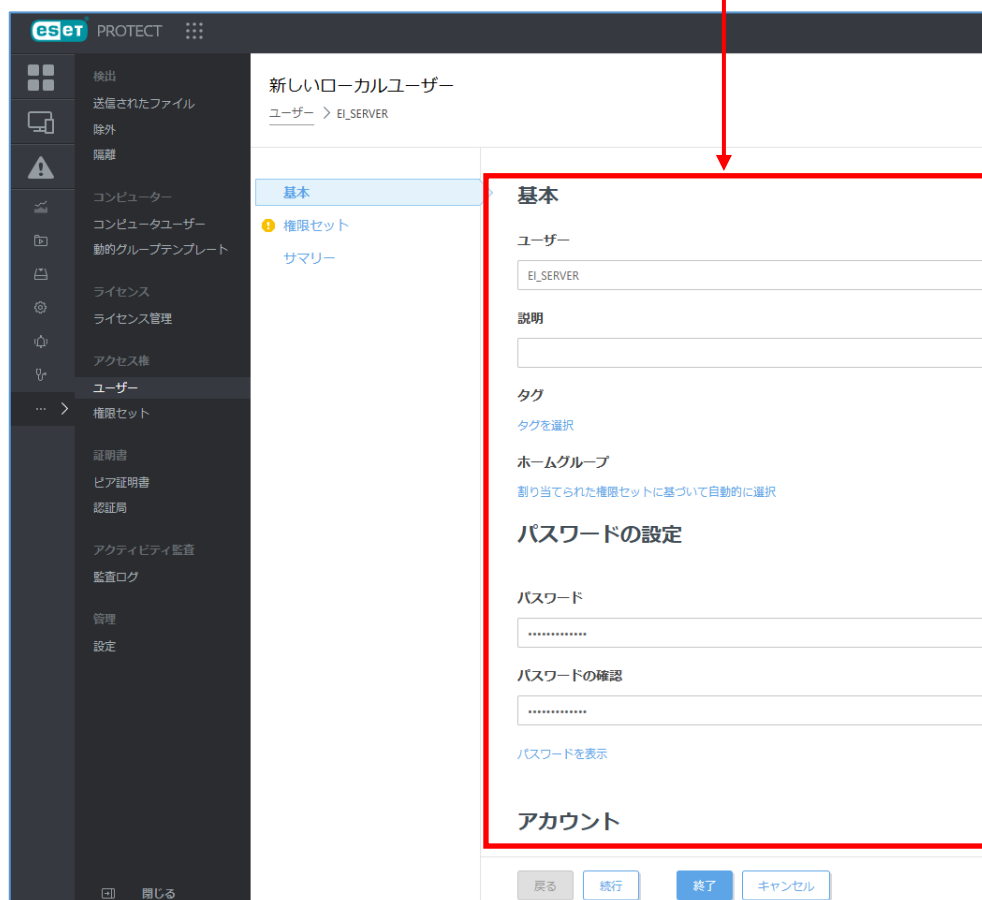 eset PROTECT
検出
送信されたファイル
除外
隔離
コンピューター
コンピュータユーザー
動的グループテンプレート
ライセンス
ライセンス管理
アクセス権
ユーザー
権限セット
証明書
ピア証明書
認証局
アクティビティ監査
監査ログ
管理
設定
閉じる
新しいローカルユーザー
ユーザー > EI_SERVER
基本
権限セット
サマリー
基本
ユーザー
EI_SERVER
説明
タグ
タグを選択
ホームグループ
割り当てられた権限セットに基づいて自動的に選択
パスワードの設定
パスワード
•••••••••••••
パスワードの確認
•••••••••••••
パスワードを表示
アカウント
戻る 続行 終了 キャンセル